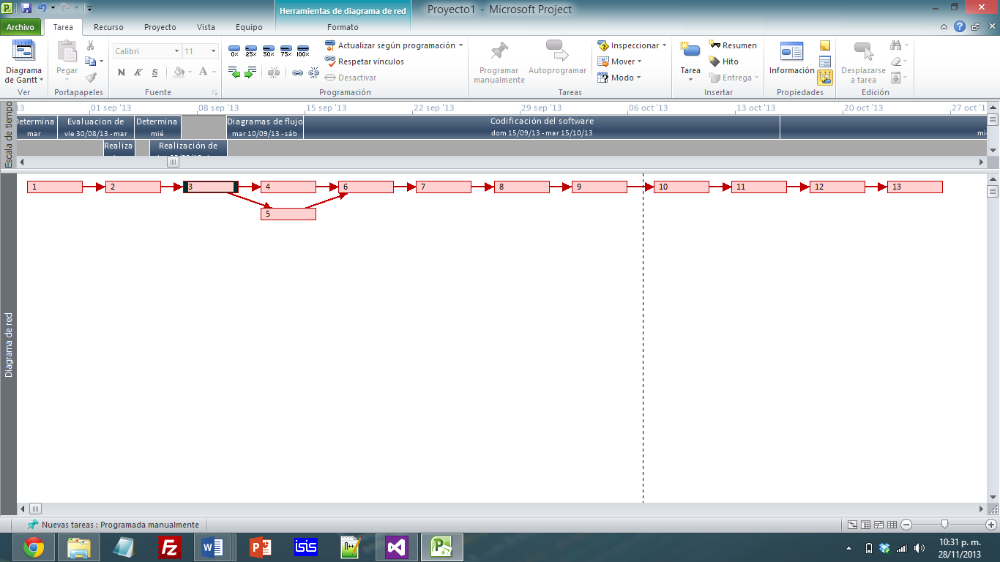 Herramientas de diagrama de red
Proyecto1 - Microsoft Project
Archivo Tarea Recurso Proyecto Vista Equipo Formato
Diagrama de Gantt
Ver
Pegar
Portapapeles
Calibri 11
N K S A
Fuente
0% 25% 50% 75% 100%
Actualizar según programación
Respetar vínculos
Desactivar
Programación
Programar manualmente
Autoprogramar
Inspeccionar
Mover
Modo
Tareas
Tarea
Resumen
Hito
Entrega
Insertar
Información
Propiedades
Desplazarse a tarea
Edición
Escala de tiempo
13 01 sep '13 08 sep '13 15 sep '13 22 sep '13 29 sep '13 06 oct '13 13 oct '13 20 oct '13 27 oct '1
Determina Evaluacion de Determina Diagramas de flujo Codificación del software
mar vie 30/08/13 - mar mié mar 10/09/13 - sáb dom 15/09/13 - mar 15/10/13 mi
Realiza Realización de
1 2 3 4 6 7 8 9 10 11 12 13
5
Diagrama de red
Nuevas tareas : Programada manualmente
isis
10:31 p. m.
28/11/2013